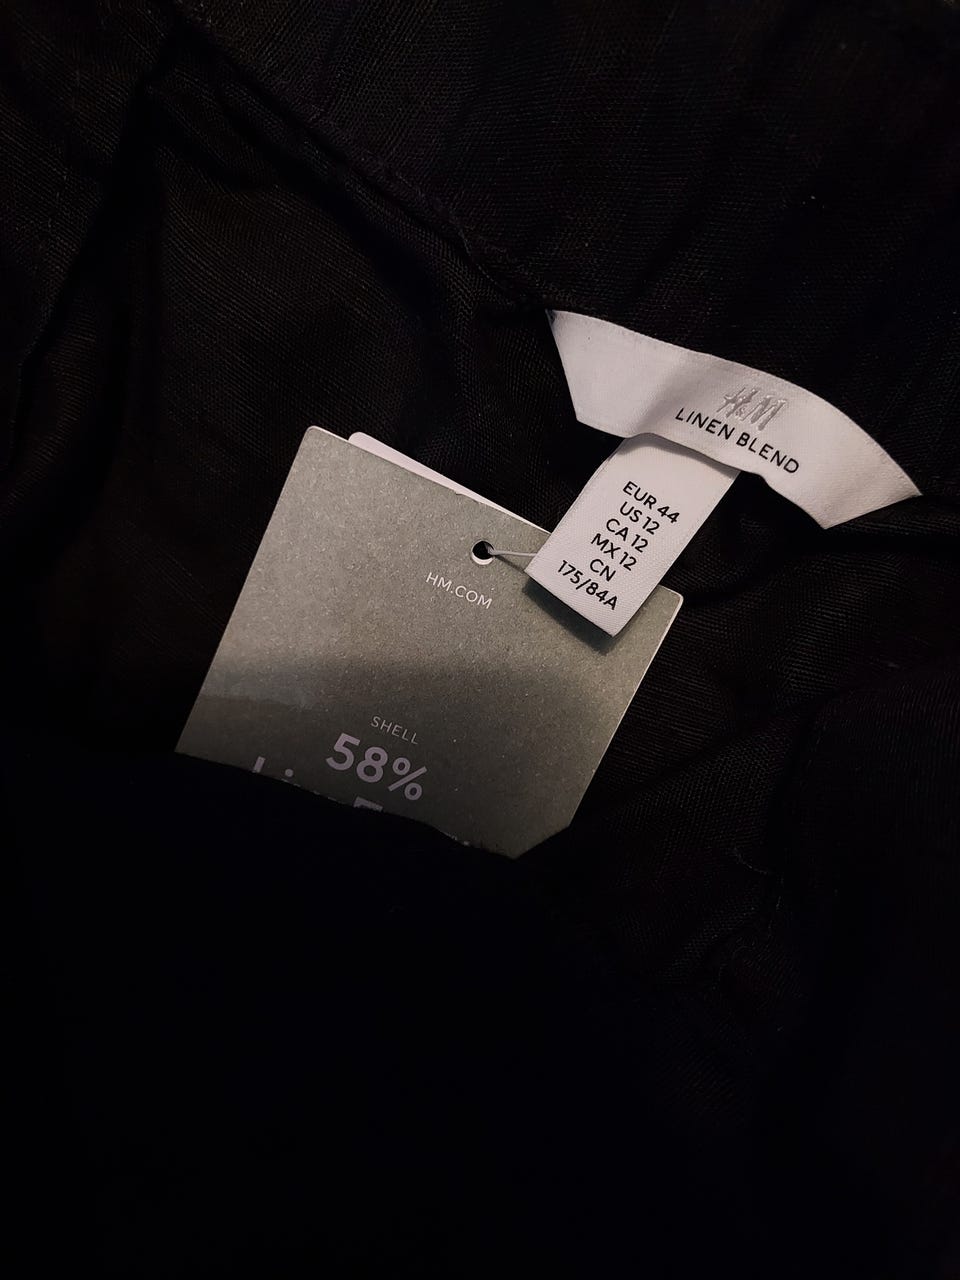 H&M
LINEN BLEND
EUR 44
US 12
CA 12
MX 12
CN
175/84A
HM.COM
SHELL
58%